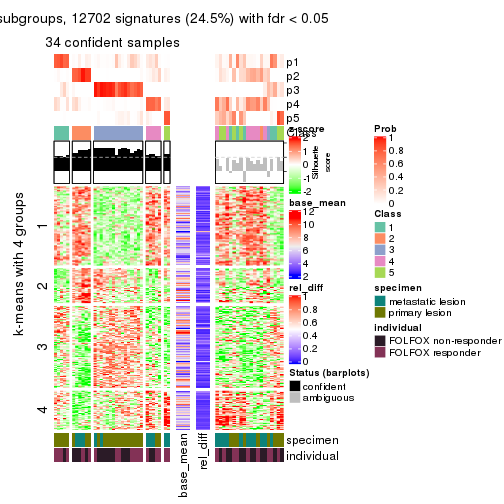 subgroups, 12702 signatures (24.5%) with fdr < 0.05
34 confident samples
p1
p2
p3
p4
p5
Class
Silhouette
score
k-means with 4 groups
1
2
3
4
specimen
individual
base_mean
rel_diff
z-score
2
1
0
-1
-2
base_mean
12
10
8
6
4
2
0
rel_diff
1
0.8
0.6
0.4
0.2
0
Status (barplots)
confident
ambiguous
Prob
1
0.8
0.6
0.4
0.2
0
Class
1
2
3
4
5
specimen
metastatic lesion
primary lesion
individual
FOLFOX non-responder
FOLFOX responder